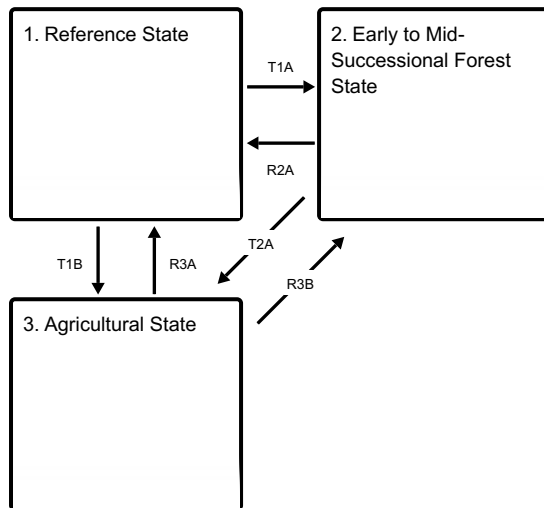 1. Reference State
2. Early to Mid-
Successional Forest
State
T1A
R2A
T1B
R3A
T2A
R3B
3. Agricultural State